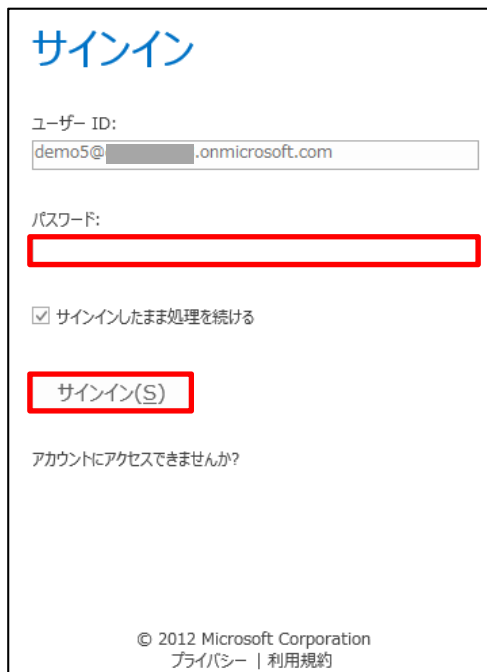 サインイン
ユーザー ID:
demo5@ .onmicrosoft.com
パスワード:
サインインしたまま処理を続ける
サインイン(S)
アカウントにアクセスできませんか?
© 2012 Microsoft Corporation
プライバシー | 利用規約